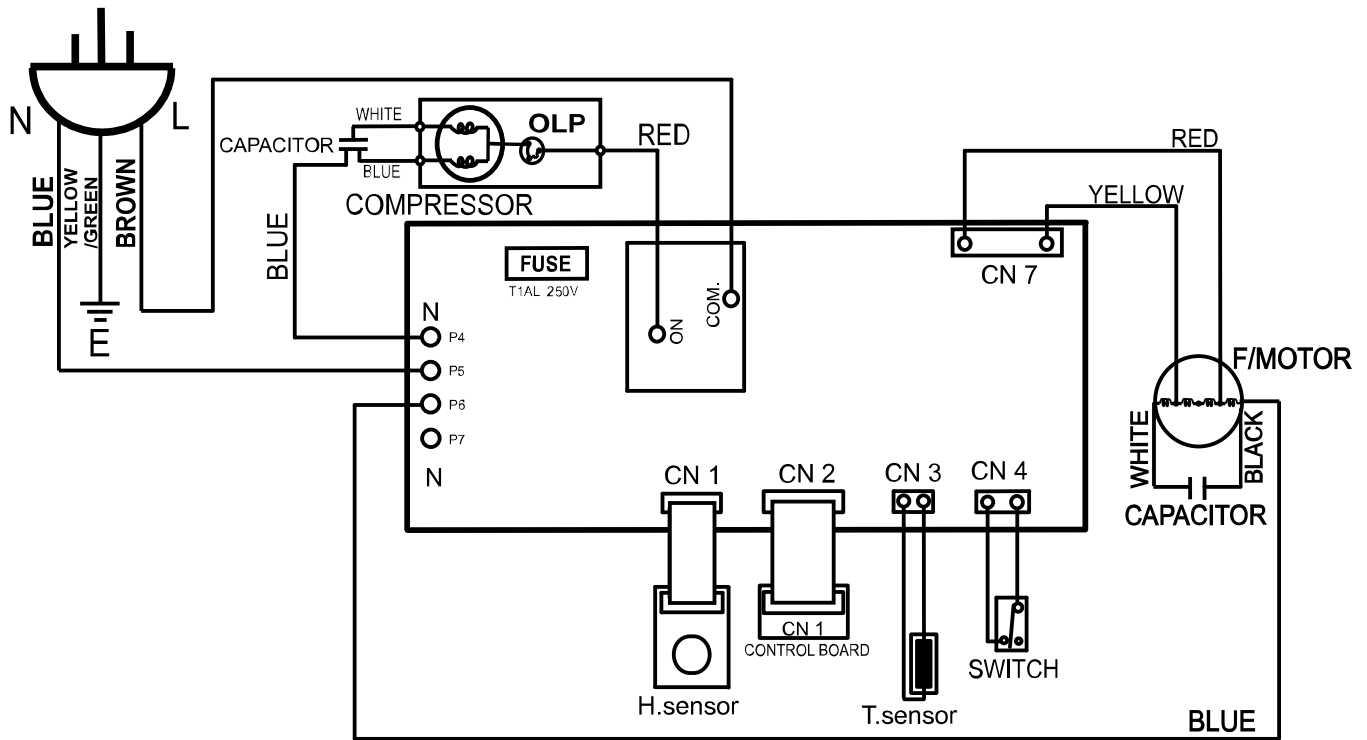 N
L
BLUE
YELLOW
/GREEN
BROWN
E
WHITE
CAPACITOR
BLUE
OLP
RED
COMPRESSOR
BLUE
FUSE
T1AL 250V
ON
COM.
RED
YELLOW
CN 7
N
P4
P5
P6
P7
N
F/MOTOR
WHITE
BLACK
CAPACITOR
CN 1
CN 2
CN 3
CN 4
CN 1
CONTROL BOARD
H.sensor
T.sensor
SWITCH
BLUE